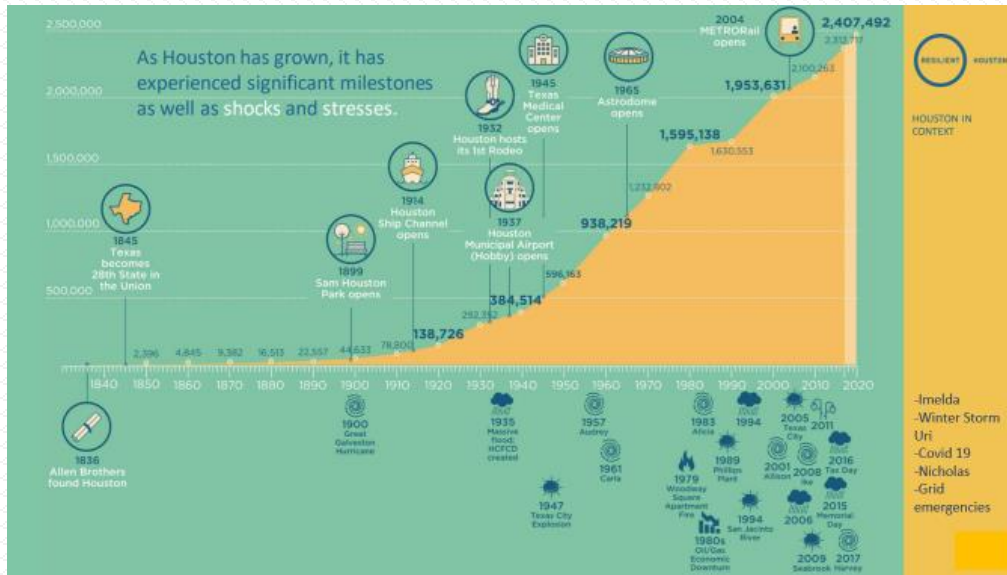 2,500,000
2,000,000
1,500,000
1,000,000
500,000
As Houston has grown, it has
experienced significant milestones
as well as shocks and stresses.
1845
Texas
becomes
28th State in
the Union
1899
Sam Houston
Park opens
1914
Houston
Ship Channel
opens
1932
Houston hosts
its 1st Rodeo
1937
Houston
Municipal Airport
(Hobby) opens
1945
Texas
Medical
Center
opens
1965
Astrodome
opens
2004
METRORail
opens
2,396
4,845
9,382
16,513
22,557
44,633
78,800
138,726
292,352
384,514
596,163
938,219
1,232,802
1,595,138
1,630,553
1,953,631
2,100,263
2,407,492
1840
1850
1860
1870
1880
1890
1900
1910
1920
1930
1940
1950
1960
1970
1980
1990
2000
2010
2020
1836
Allen Brothers
found Houston
1900
Great
Galveston
Hurricane
1935
Massive
flood;
HCFCD
created
1947
Texas City
Explosion
1957
Audrey
1961
Carla
1979
Woodway
Square
Apartment
Fire
1980s
Oil/Gas
Economic
Downturn
1983
Alicia
1989
Phillips
Plant
1994
1994
San Jacinto
River
2001
Allison
2005
Texas
City
2006
2008
Ike
2009
Seabrook
2011
2016
Tax Day
2015
Memorial
Day
2017
Harvey
RESILIENT HOUSTON
HOUSTON IN
CONTEXT
-Imelda
-Winter Storm
Uri
-Covid 19
-Nicholas
-Grid
emergencies